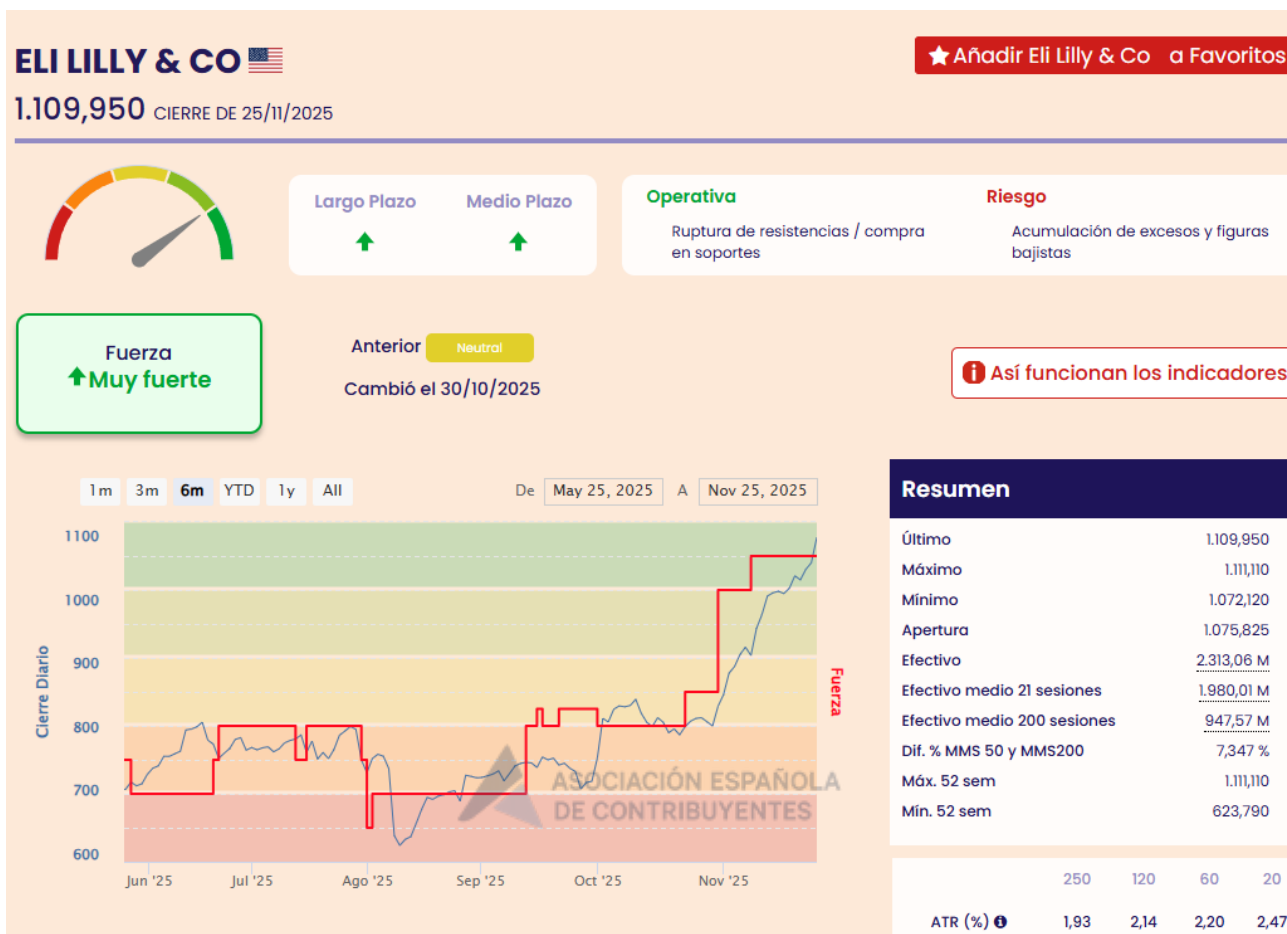 ELI LILLY & CO
Añadir Eli Lilly & Co a Favoritos
1.109,950 CIERRE DE 25/11/2025
Largo Plazo
Medio Plazo
Operativa
Ruptura de resistencias / compra
en soportes
Riesgo
Acumulación de excesos y figuras
bajistas
Fuerza
Muy fuerte
Anterior Neutral
Cambió el 30/10/2025
Así funcionan los indicadores
1m 3m 6m YTD 1y All
De May 25, 2025 A Nov 25, 2025
1100
1000
900
800
700
600
Cierre Diario
Fuerza
ASOCIACIÓN ESPAÑOLA
DE CONTRIBUYENTES
Jun '25 Jul '25 Ago '25 Sep '25 Oct '25 Nov '25
Resumen
Último 1.109,950
Máximo 1.111,110
Mínimo 1.072,120
Apertura 1.075,825
Efectivo 2.313,06 M
Efectivo medio 21 sesiones 1.980,01 M
Efectivo medio 200 sesiones 947,57 M
Dif. % MMS 50 y MMS200 7,347 %
Máx. 52 sem 1.111,110
Mín. 52 sem 623,790
250 120 60 20
ATR (%) 1,93 2,14 2,20 2,47